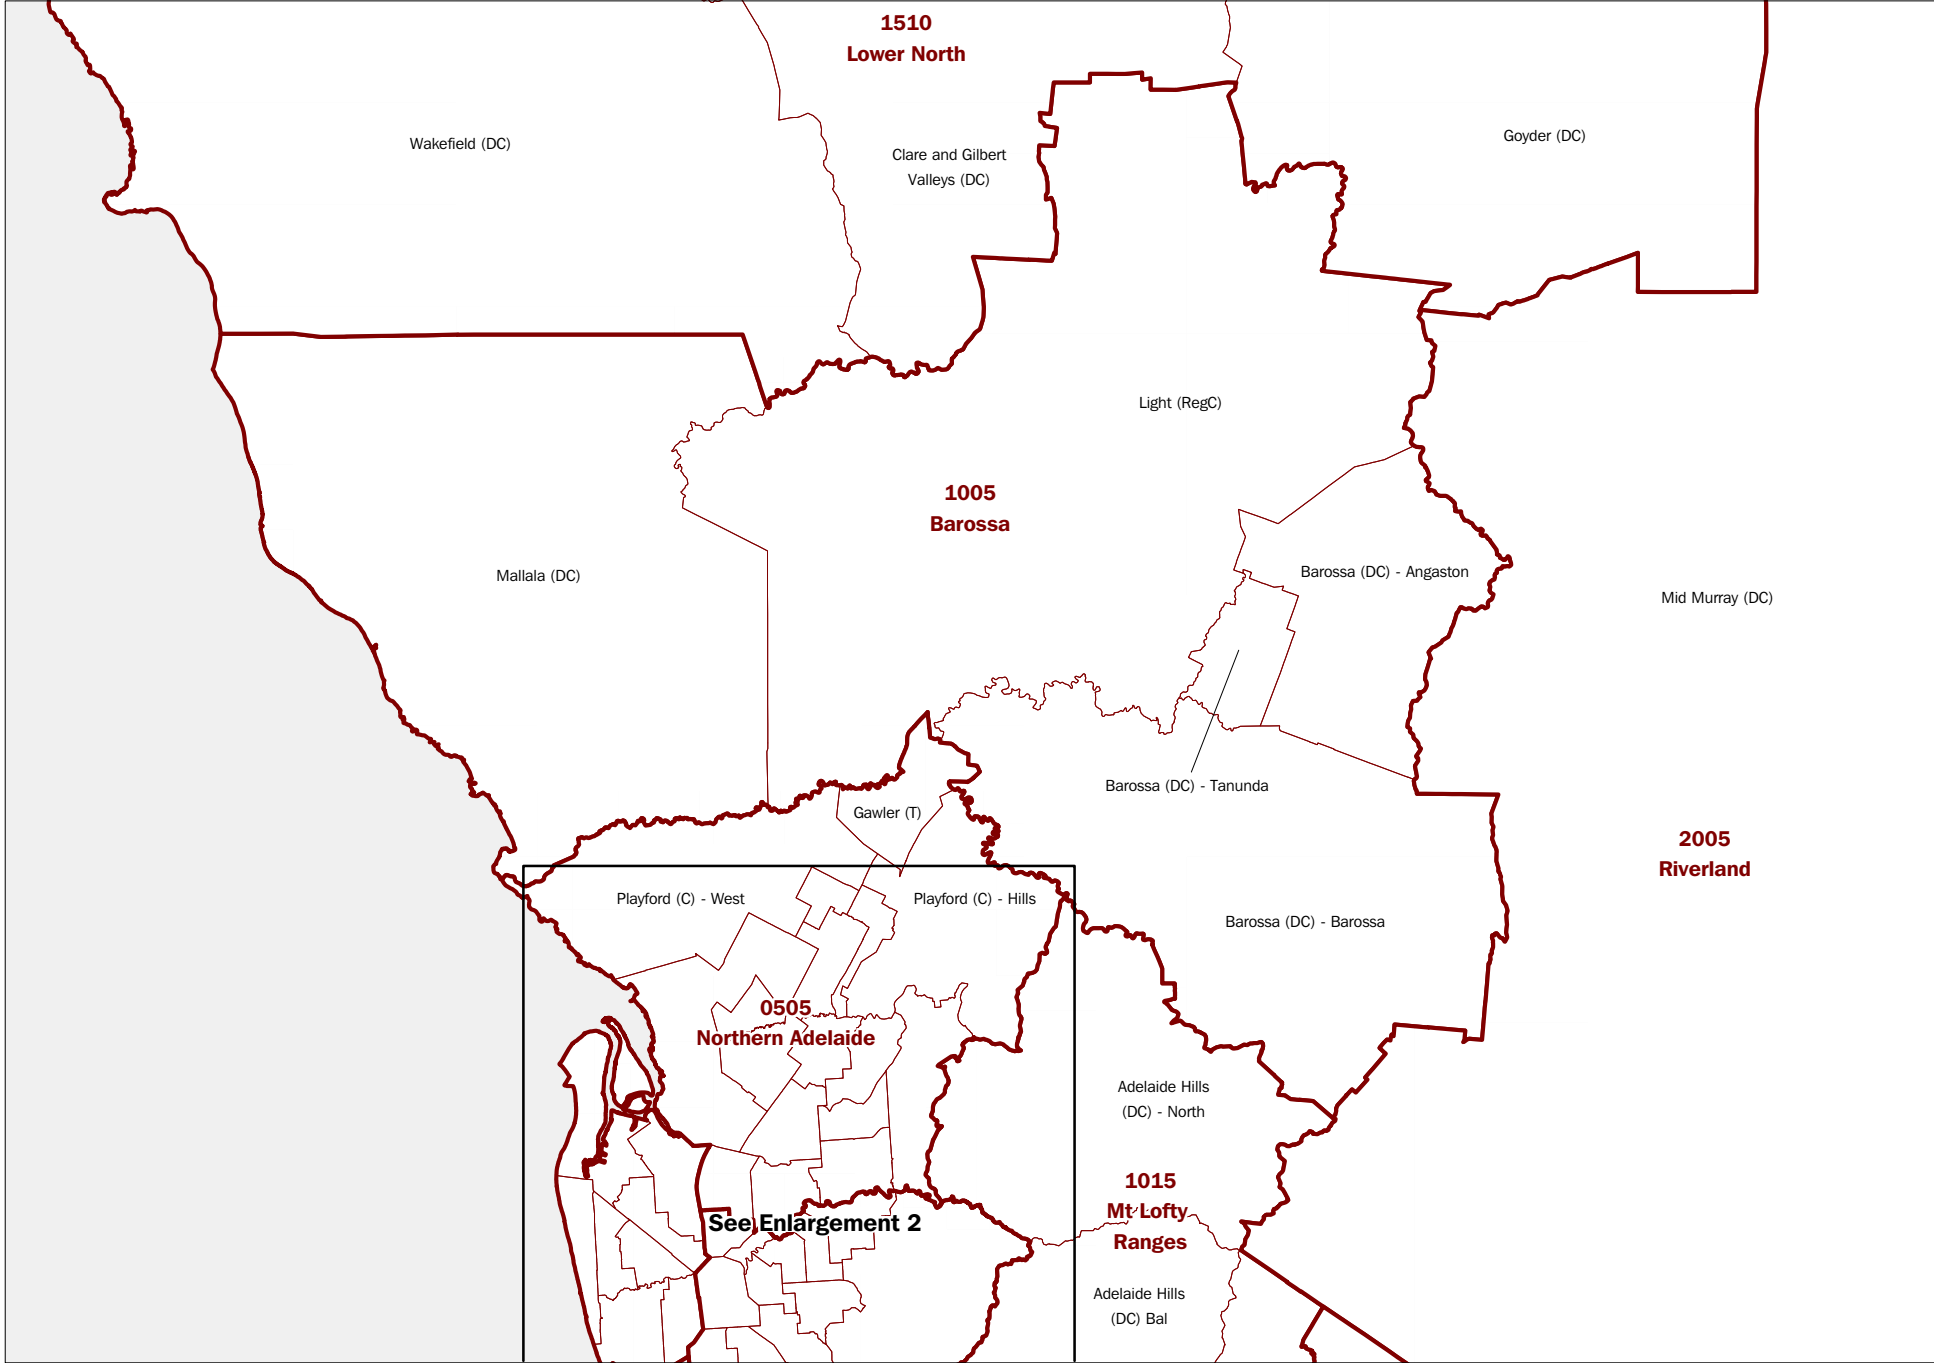 1510
Lower North
Wakefield (DC)
Clare and Gilbert
Valleys (DC)
Goyder (DC)
Light (RegC)
1005
Barossa
Mallala (DC)
Barossa (DC) - Angaston
Mid Murray (DC)
Barossa (DC) - Tanunda
Gawler (T)
2005
Riverland
Playford (C) - West
Playford (C) - Hills
Barossa (DC) - Barossa
0505
Northern Adelaide
Adelaide Hills
(DC) - North
1015
Mt Lofty
Ranges
See Enlargement 2
Adelaide Hills
(DC) Bal